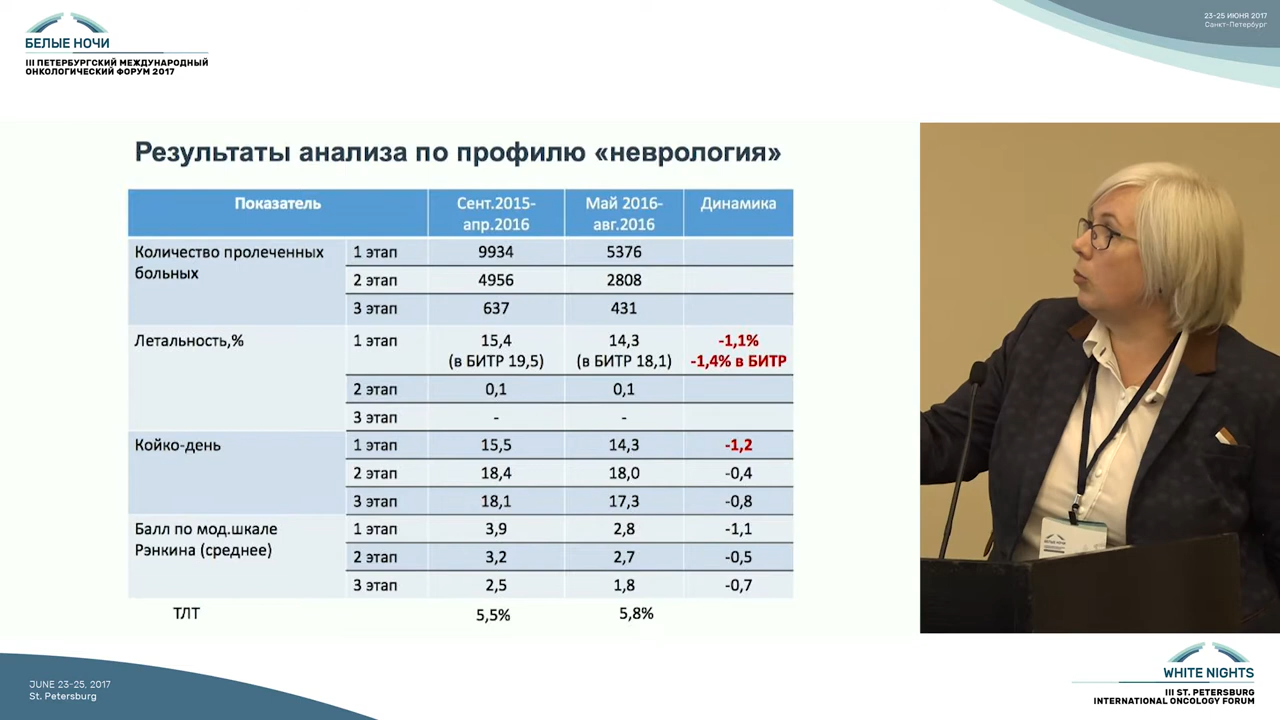 БЕЛЫЕ НОЧИ
III ПЕТЕРБУРГСКИЙ МЕЖДУНАРОДНЫЙ
ОНКОЛОГИЧЕСКИЙ ФОРУМ 2017
23-25 ИЮНЯ 2017
Санкт-Петербург
Результаты анализа по профилю «неврология»
Показатель Сент.2015- Май 2016- Динамика
апр.2016 авг.2016
Количество пролеченных 1 этап 9934 5376
больных 2 этап 4956 2808
3 этап 637 431
Летальность,% 1 этап 15,4 14,3 -1,1%
(в БИТР 19,5) (в БИТР 18,1) -1,4% в БИТР
2 этап 0,1 0,1
3 этап - -
Койко-день 1 этап 15,5 14,3 -1,2
2 этап 18,4 18,0 -0,4
3 этап 18,1 17,3 -0,8
Балл по мод.шкале 1 этап 3,9 2,8 -1,1
Рэнкина (среднее) 2 этап 3,2 2,7 -0,5
3 этап 2,5 1,8 -0,7
ТЛТ 5,5% 5,8%
БЕЛЫЕ НОЧИ
JUNE 23-25, 2017
St. Petersburg
WHITE NIGHTS
III ST. PETERSBURG
INTERNATIONAL ONCOLOGY FORUM